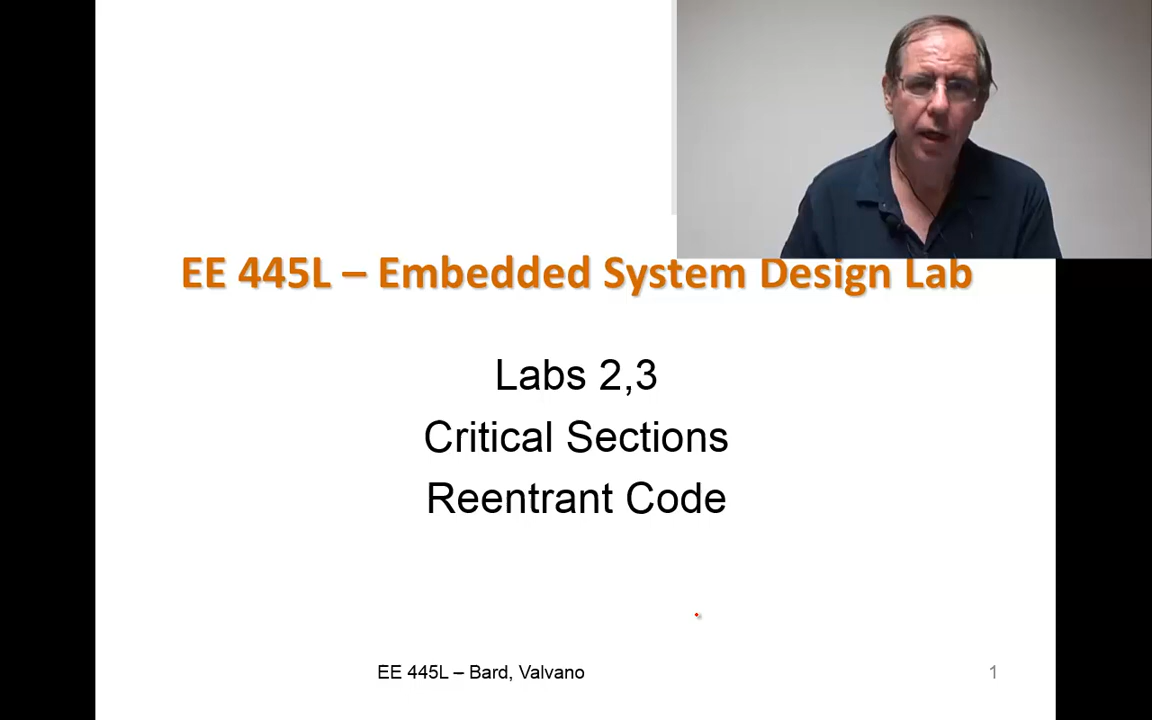 EE 445L – Embedded System Design Lab
Labs 2,3
Critical Sections
Reentrant Code
EE 445L – Bard, Valvano
1